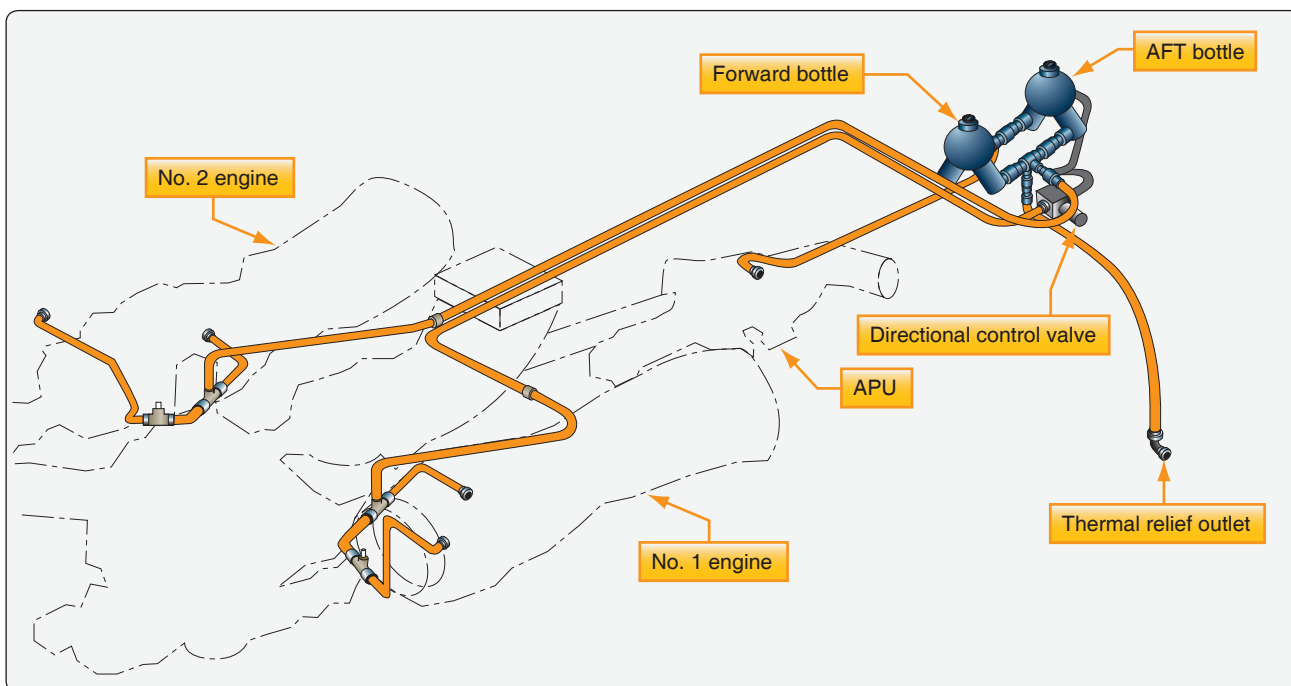 AFT bottle
Forward bottle
No. 2 engine
Directional control valve
APU
Thermal relief outlet
No. 1 engine